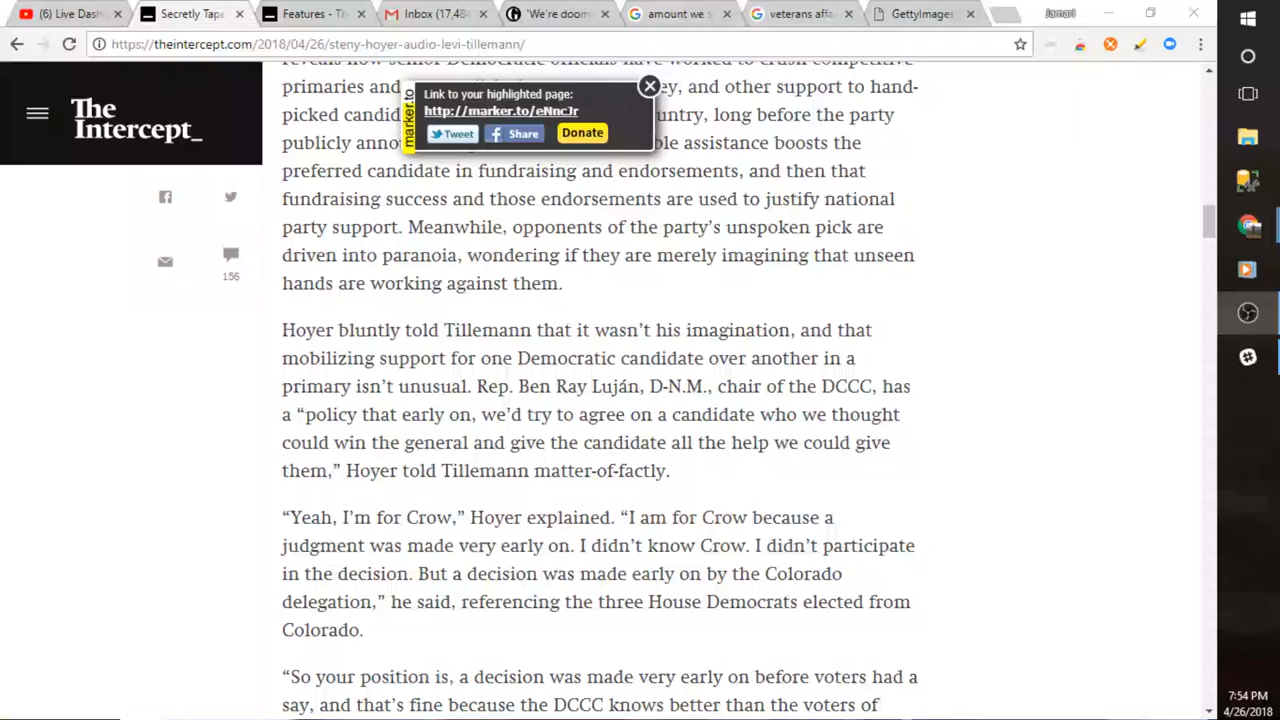 Live Dash
Secretly Tape
Features - Th
Inbox (17,48
"We're doom
amount we s
veterans affa
GettyImages
Jamarl
https://theintercept.com/2018/04/26/steny-hoyer-audio-levi-tillemann/
The
Intercept_
156
marker.to
Link to your highlighted page:
http://marker.to/eNncJr
Tweet
Share
Donate
reveals how senior Democratic officials have worked to crush competitive
primaries and ey, and other support to hand-
picked candid untry, long before the party
publicly anno ble assistance boosts the
preferred candidate in fundraising and endorsements, and then that
fundraising success and those endorsements are used to justify national
party support. Meanwhile, opponents of the party’s unspoken pick are
driven into paranoia, wondering if they are merely imagining that unseen
hands are working against them.
Hoyer bluntly told Tillemann that it wasn’t his imagination, and that
mobilizing support for one Democratic candidate over another in a
primary isn’t unusual. Rep. Ben Ray Luján, D-N.M., chair of the DCCC, has
a “policy that early on, we’d try to agree on a candidate who we thought
could win the general and give the candidate all the help we could give
them,” Hoyer told Tillemann matter-of-factly.
“Yeah, I’m for Crow,” Hoyer explained. “I am for Crow because a
judgment was made very early on. I didn’t know Crow. I didn’t participate
in the decision. But a decision was made early on by the Colorado
delegation,” he said, referencing the three House Democrats elected from
Colorado.
“So your position is, a decision was made very early on before voters had a
say, and that’s fine because the DCCC knows better than the voters of
7:54 PM
4/26/2018